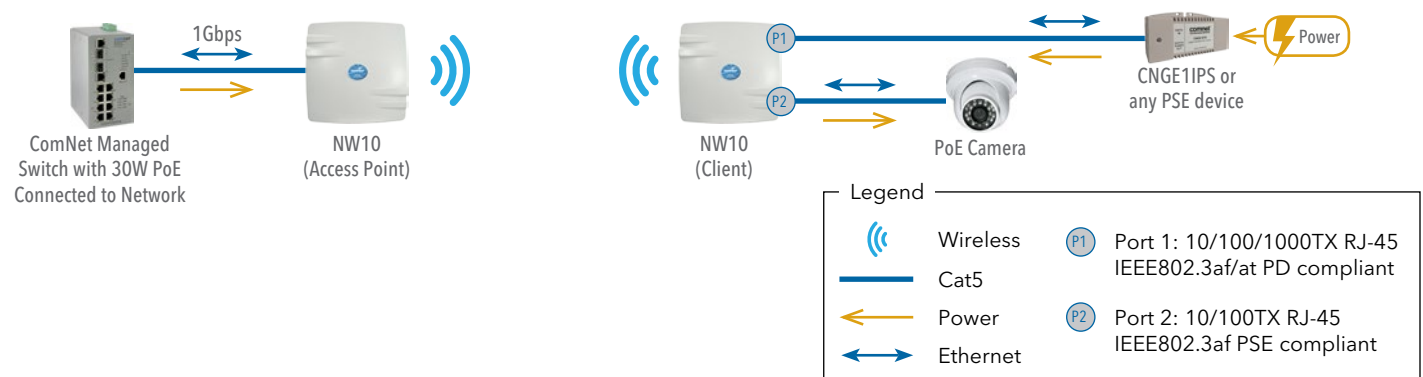 1Gbps
ComNet Managed
Switch with 30W PoE
Connected to Network
NW10
(Access Point)
P1
P2
NW10
(Client)
PoE Camera
Power
CNGE1IPS or
any PSE device
Legend
Wireless
Cat5
Power
Ethernet
P1
Port 1: 10/100/1000TX RJ-45
IEEE802.3af/at PD compliant
P2
Port 2: 10/100TX RJ-45
IEEE802.3af PSE compliant